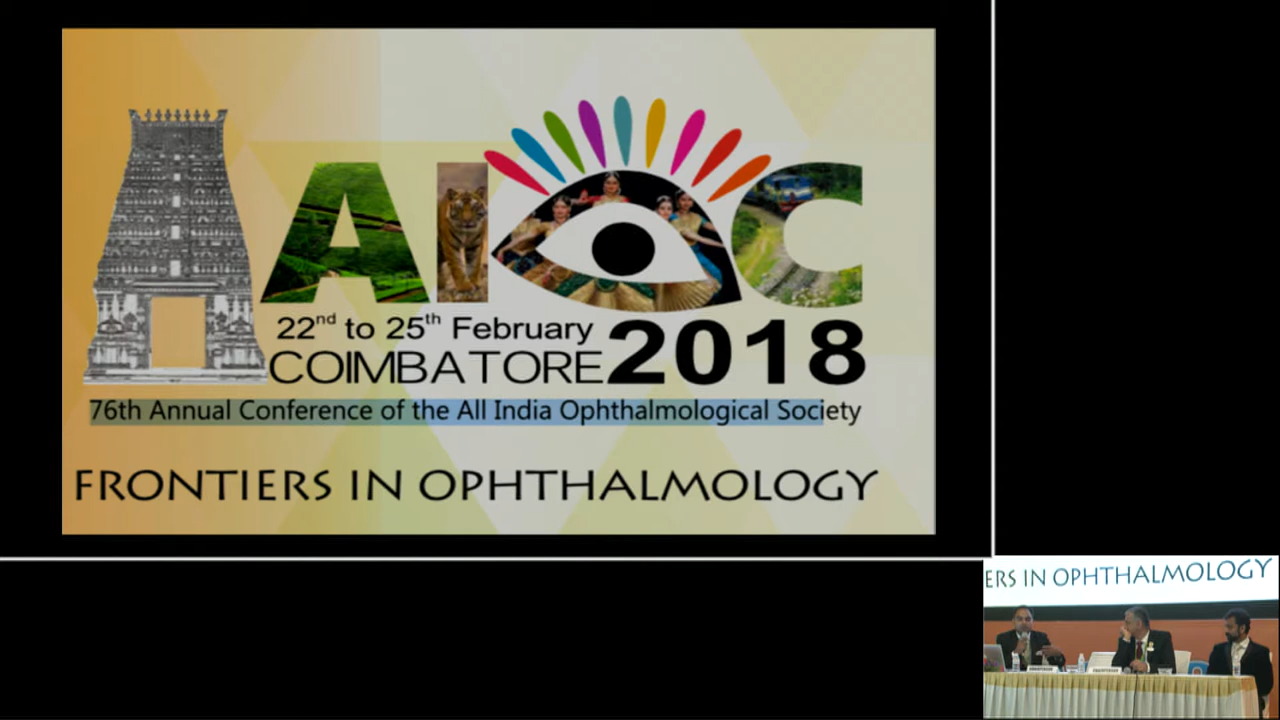 AIOC
22nd to 25th February
COIMBATORE 2018
76th Annual Conference of the All India Ophthalmological Society
FRONTIERS IN OPHTHALMOLOGY
ERS IN OPHTHALMOLOGY